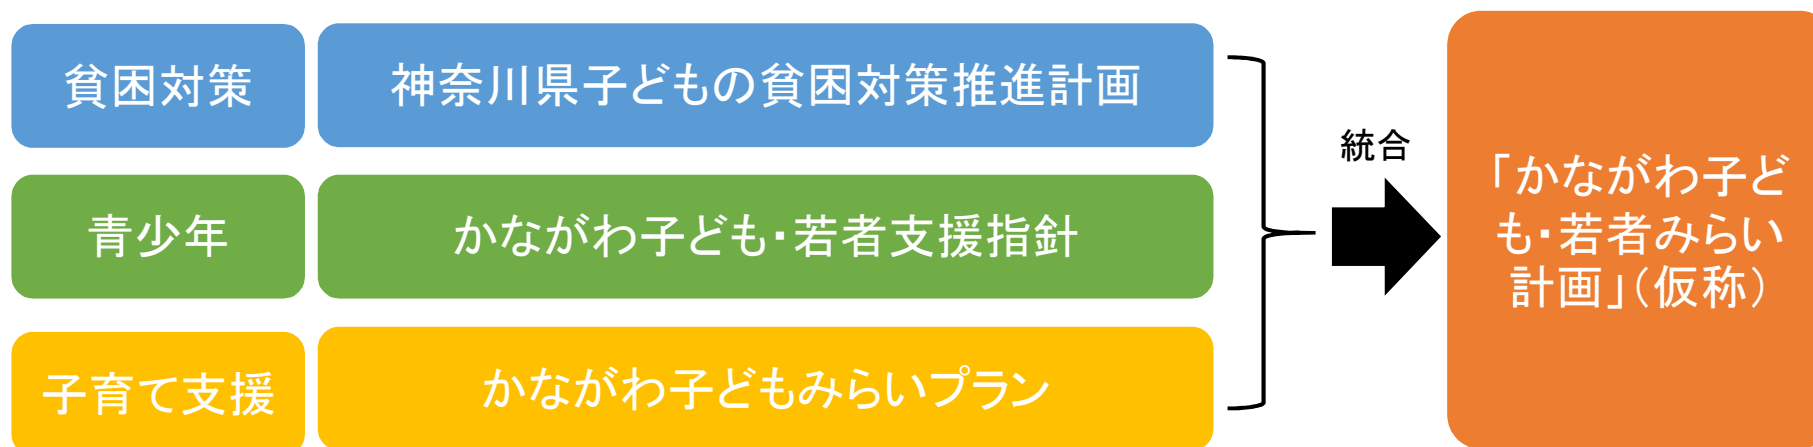 貧困対策
神奈川県子どもの貧困対策推進計画
青少年
かながわ子ども・若者支援指針
子育て支援
かながわ子どもみらいプラン
統合
「かながわ子ど
も・若者みらい
計画」（仮称）